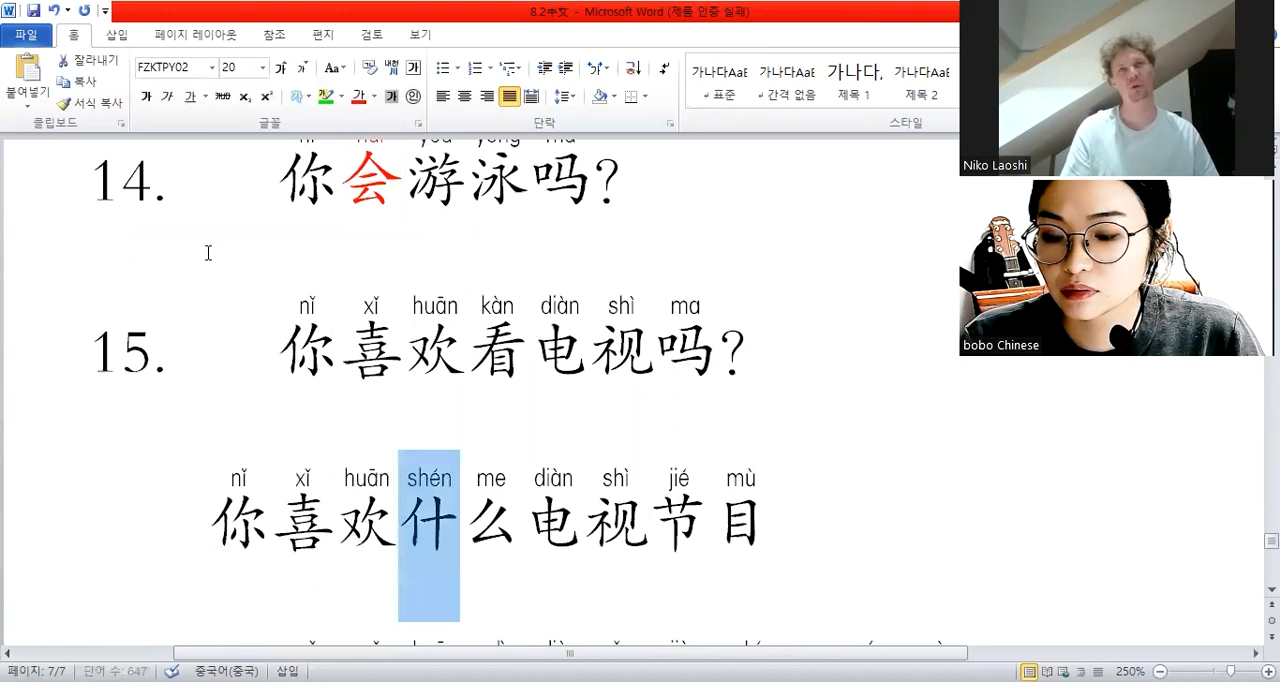 8.2中文 - Microsoft Word (제품 인증 실패)
파일 홈 삽입 페이지 레이아웃 참조 편지 검토 보기
붙여넣기 잘라내기 복사 서식 복사 클립보드
FZKTPY02 20 글꼴
단락
가나다AaB 가나다AaB 가나다, 가나다AaB
표준 간격 없음 제목 1 제목 2
스타일
Niko Laoshi
bobo Chinese
14. 你会游泳吗?
nǐ xǐ huān kàn diàn shì ma
15. 你喜欢看电视吗?
nǐ xǐ huān shén me diàn shì jié mù
你喜欢什么电视节目
페이지: 7/7 단어 수: 647 중국어(중국) 삽입 250%